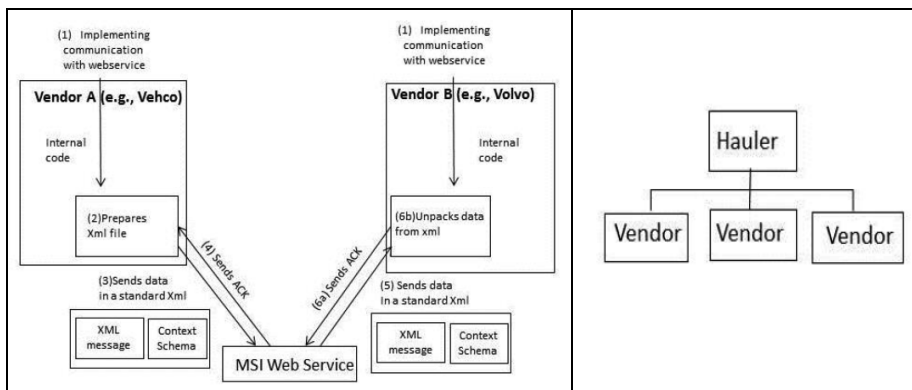 (1) Implementing
communication
with webservice
Vendor A (e.g., Vehco)
Internal
code
(2)Prepares
Xml file
(3)Sends data
in a standard Xml
XML
message
Context
Schema
(4) Sends ACK
MSI Web Service
(1) Implementing
communication
with webservice
Vendor B (e.g., Volvo)
Internal
code
(6b)Unpacks data
from xml
(6a) Sends ACK
(5) Sends data
In a standard Xml
XML
message
Context
Schema
Hauler
Vendor
Vendor
Vendor